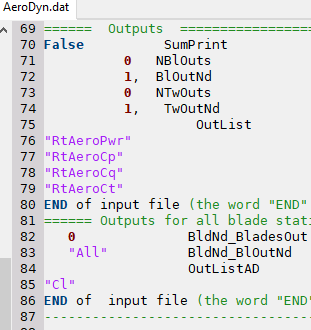 AeroDyn.dat
69 ====== Outputs ====================
70 False SumPrint
71 0 NBlOuts
72 1, BlOutNd
73 0 NTwOuts
74 1, TwOutNd
75 OutList
76 "RtAeroPwr"
77 "RtAeroCp"
78 "RtAeroCq"
79 "RtAeroCt"
80 END of input file (the word "END"
81 ====== Outputs for all blade stati
82 0 BldNd_BladesOut
83 "All" BldNd_BlOutNd
84 OutListAD
85 "Cl"
86 END of input file (the word "END"
87 ----------------------------------